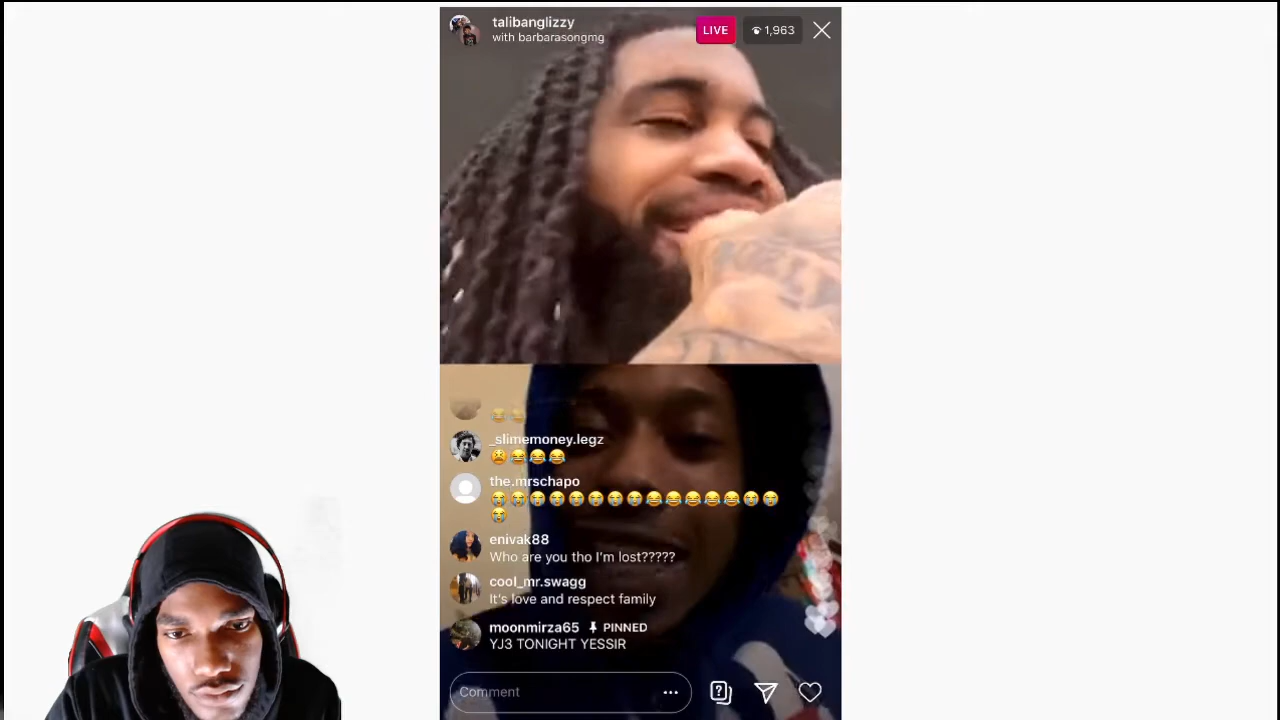 talibanglizzy
with barbarasongmg
LIVE
1,963
_slimemoney.legz
the.mrschapo
enivak88
Who are you tho I'm lost?????
cool_mr.swagg
It's love and respect family
moonmirza65 PINNED
YJ3 TONIGHT YESSIR
Comment